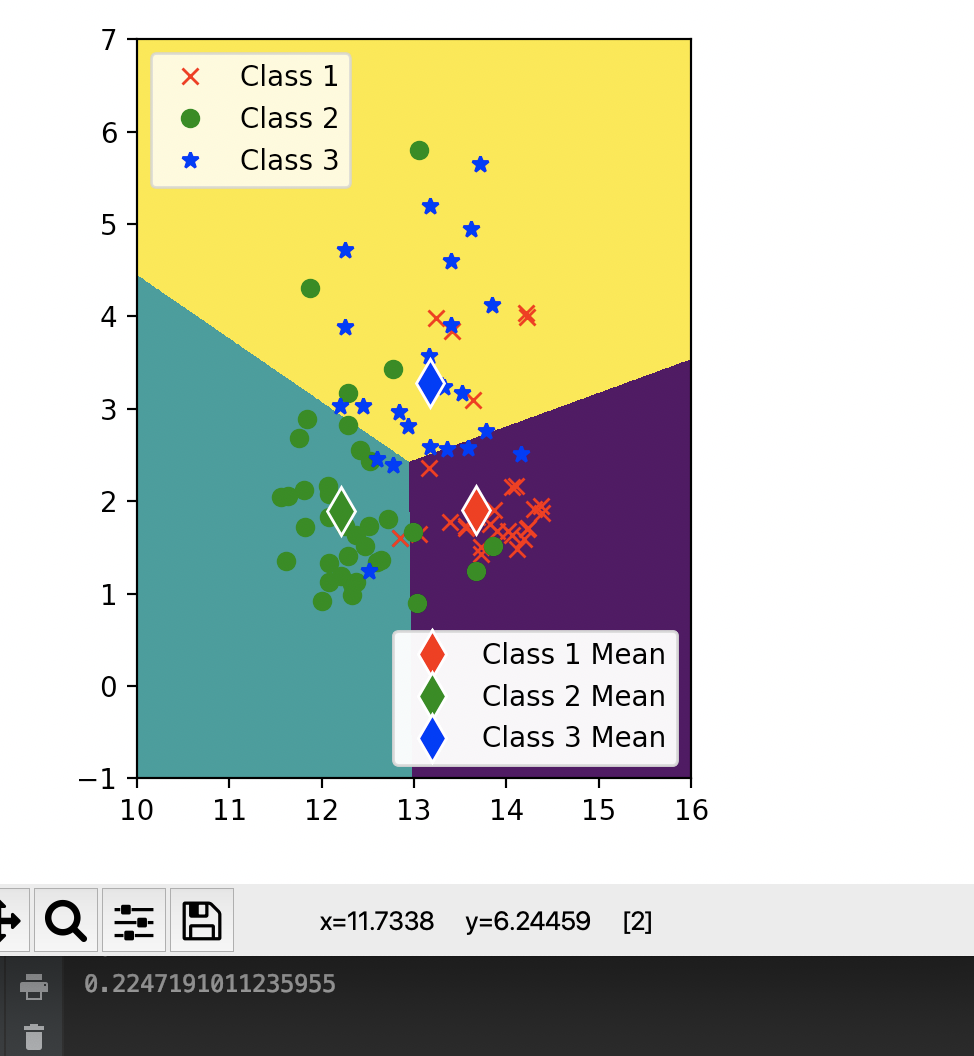 7
6
5
4
3
2
1
0
−1
10 11 12 13 14 15 16
Class 1
Class 2
Class 3
Class 1 Mean
Class 2 Mean
Class 3 Mean
x=11.7338 y=6.24459 [2]
0.2247191011235955